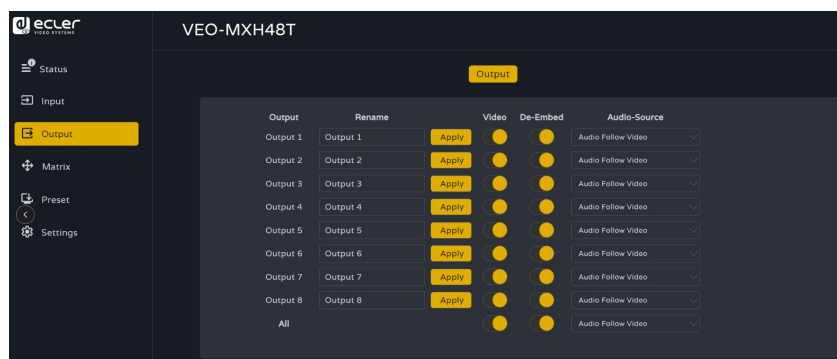 ecler
VIDEO SYSTEMS
VEO-MXH48T
Status
Input
Output
Matrix
Preset
Settings
Output
Output Rename Video De-Embed Audio-Source
Output 1 Output 1 Apply Audio Follow Video
Output 2 Output 2 Apply Audio Follow Video
Output 3 Output 3 Apply Audio Follow Video
Output 4 Output 4 Apply Audio Follow Video
Output 5 Output 5 Apply Audio Follow Video
Output 6 Output 6 Apply Audio Follow Video
Output 7 Output 7 Apply Audio Follow Video
Output 8 Output 8 Apply Audio Follow Video
All Audio Follow Video